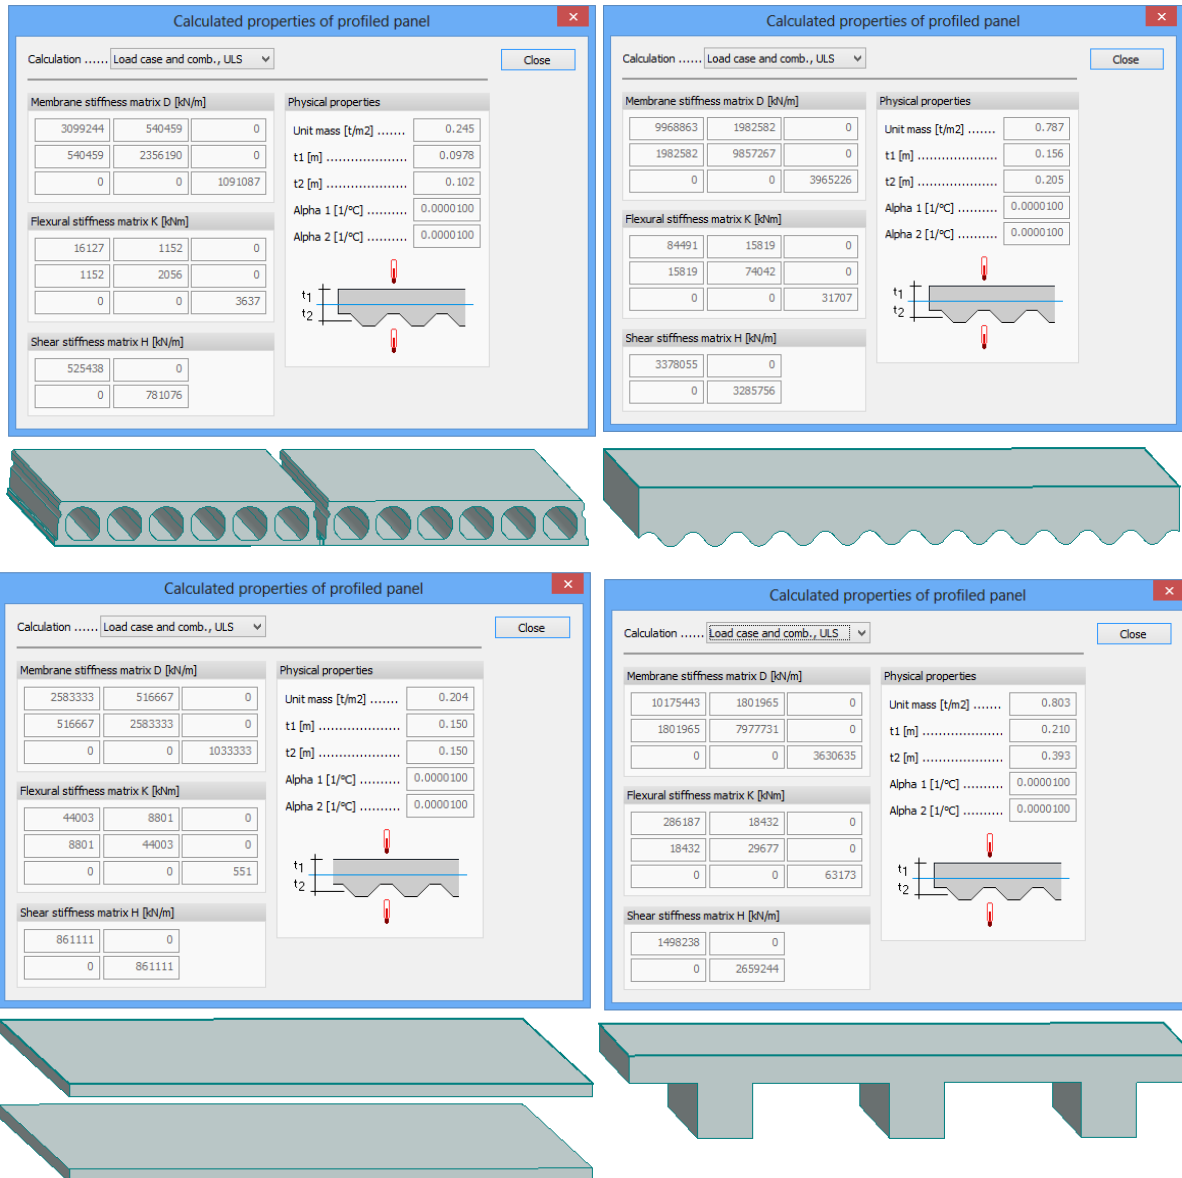 Calculated properties of profiled panel
Calculation ...... Load case and comb., ULS
Close
Membrane stiffness matrix D [kN/m]
3099244 540459 0
540459 2356190 0
0 0 1091087
Flexural stiffness matrix K [kNm]
16127 1152 0
1152 2056 0
0 0 3637
Shear stiffness matrix H [kN/m]
525438 0
0 781076
Physical properties
Unit mass [t/m2] ....... 0.245
t1 [m] .................... 0.0978
t2 [m] .................... 0.102
Alpha 1 [1/°C] .......... 0.0000100
Alpha 2 [1/°C] .......... 0.0000100
t1
t2
Calculated properties of profiled panel
Calculation ...... Load case and comb., ULS
Close
Membrane stiffness matrix D [kN/m]
9968863 1982582 0
1982582 9857267 0
0 0 3965226
Flexural stiffness matrix K [kNm]
84491 15819 0
15819 74042 0
0 0 31707
Shear stiffness matrix H [kN/m]
3378055 0
0 3285756
Physical properties
Unit mass [t/m2] ....... 0.787
t1 [m] .................... 0.156
t2 [m] .................... 0.205
Alpha 1 [1/°C] .......... 0.0000100
Alpha 2 [1/°C] .......... 0.0000100
t1
t2
Calculated properties of profiled panel
Calculation ...... Load case and comb., ULS
Close
Membrane stiffness matrix D [kN/m]
2583333 516667 0
516667 2583333 0
0 0 1033333
Flexural stiffness matrix K [kNm]
44003 8801 0
8801 44003 0
0 0 551
Shear stiffness matrix H [kN/m]
861111 0
0 861111
Physical properties
Unit mass [t/m2] ....... 0.204
t1 [m] .................... 0.150
t2 [m] .................... 0.150
Alpha 1 [1/°C] .......... 0.0000100
Alpha 2 [1/°C] .......... 0.0000100
t1
t2
Calculated properties of profiled panel
Calculation ...... Load case and comb., ULS
Close
Membrane stiffness matrix D [kN/m]
10175443 1801965 0
1801965 7977731 0
0 0 3630635
Flexural stiffness matrix K [kNm]
286187 18432 0
18432 29677 0
0 0 63173
Shear stiffness matrix H [kN/m]
1498238 0
0 2659244
Physical properties
Unit mass [t/m2] ....... 0.803
t1 [m] .................... 0.210
t2 [m] .................... 0.393
Alpha 1 [1/°C] .......... 0.0000100
Alpha 2 [1/°C] .......... 0.0000100
t1
t2